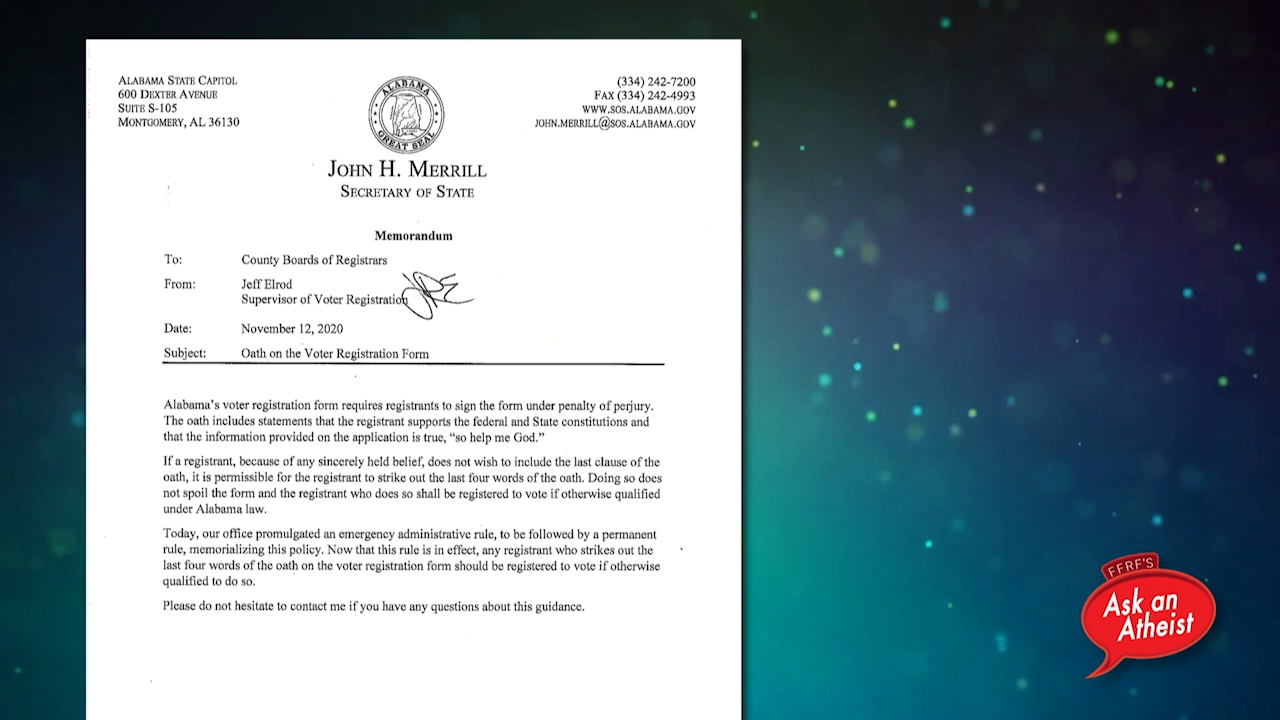 ALABAMA STATE CAPITOL
600 DEXTER AVENUE
SUITE S-105
MONTGOMERY, AL 36130
(334) 242-7200
FAX (334) 242-4993
WWW.SOS.ALABAMA.GOV
JOHN.MERRILL@SOS.ALABAMA.GOV
ALABAMA
GREAT SEAL
JOHN H. MERRILL
SECRETARY OF STATE
Memorandum
To: County Boards of Registrars
From: Jeff Elrod
Supervisor of Voter Registration
Date: November 12, 2020
Subject: Oath on the Voter Registration Form
Alabama's voter registration form requires registrants to sign the form under penalty of perjury.
The oath includes statements that the registrant supports the federal and State constitutions and
that the information provided on the application is true, "so help me God."
If a registrant, because of any sincerely held belief, does not wish to include the last clause of the
oath, it is permissible for the registrant to strike out the last four words of the oath. Doing so does
not spoil the form and the registrant who does so shall be registered to vote if otherwise qualified
under Alabama law.
Today, our office promulgated an emergency administrative rule, to be followed by a permanent
rule, memorializing this policy. Now that this rule is in effect, any registrant who strikes out the
last four words of the oath on the voter registration form should be registered to vote if otherwise
qualified to do so.
Please do not hesitate to contact me if you have any questions about this guidance.
FFRF'S
Ask an
Atheist